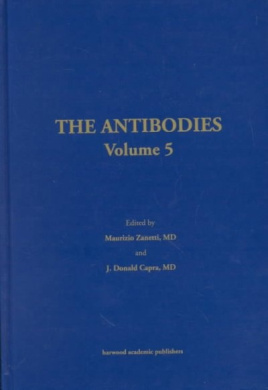 THE ANTIBODIES
Volume 5
Edited by
Maurizio Zanetti, MD
and
J. Donald Capra, MD
harwood academic publishers